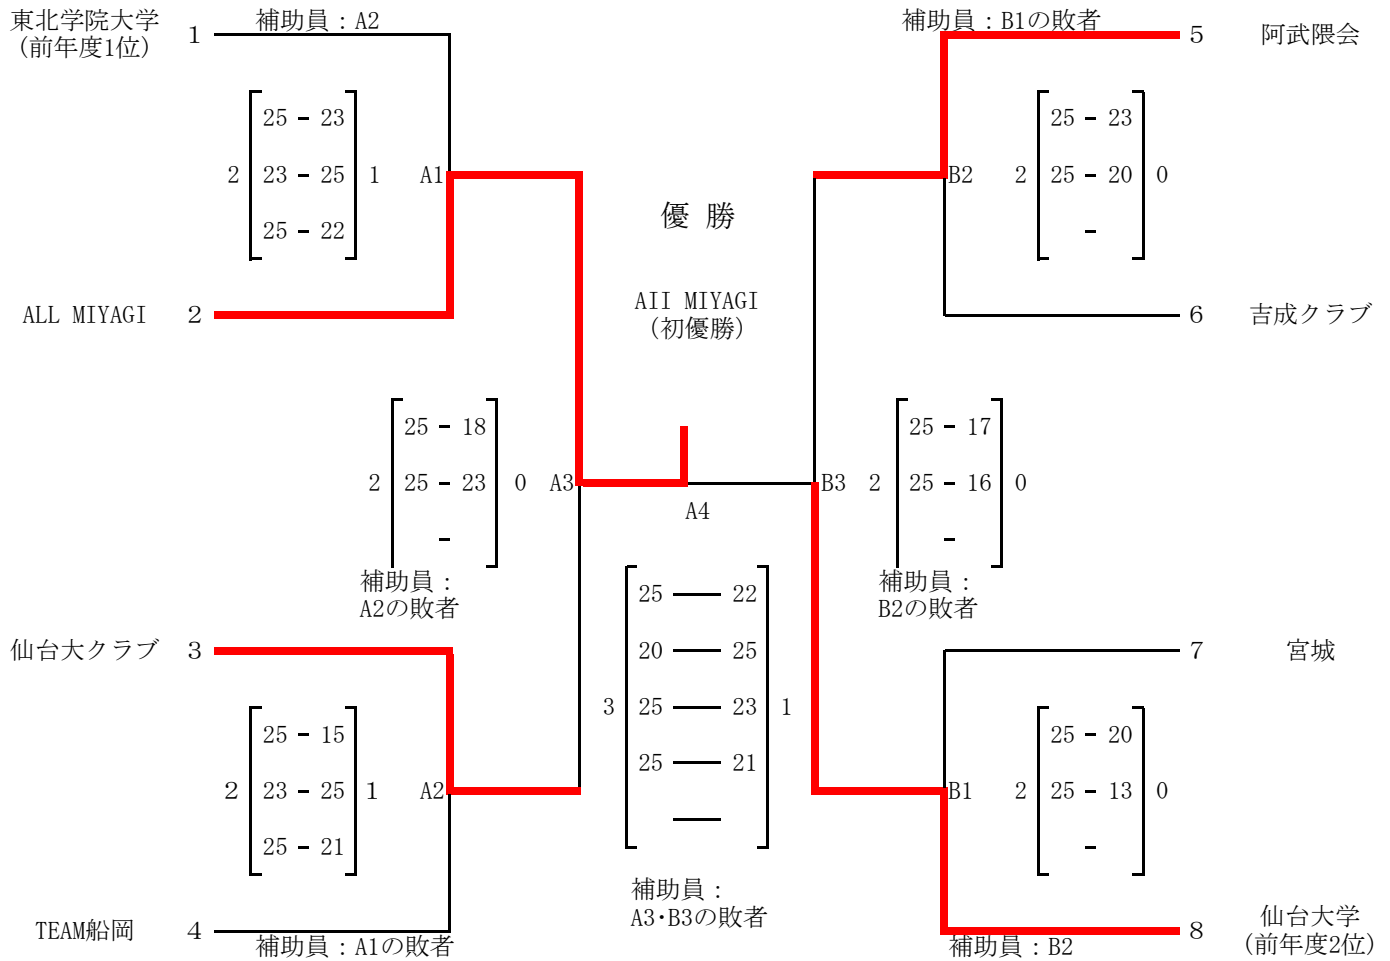 東北学院大学
(前年度1位)
1
補助員：A2
25 - 23
2 23 - 25 1
25 - 22
A1
ALL MIYAGI 2
優 勝
AII MIYAGI
(初優勝)
補助員：B1の敗者
5 阿武隈会
B2
25 - 23
2 25 - 20 0
-
6 吉成クラブ
25 - 18
2 25 - 23 0
-
A3
補助員：
A2の敗者
A4
B3
25 - 17
2 25 - 16 0
-
補助員：
B2の敗者
25 — 22
20 — 25
3 25 — 23 1
25 — 21
—
補助員：
A3･B3の敗者
仙台大クラブ 3
25 - 15
2 23 - 25 1
25 - 21
A2
TEAM船岡 4
補助員：A1の敗者
7 宮城
B1
25 - 20
2 25 - 13 0
-
8
仙台大学
(前年度2位)
補助員：B2